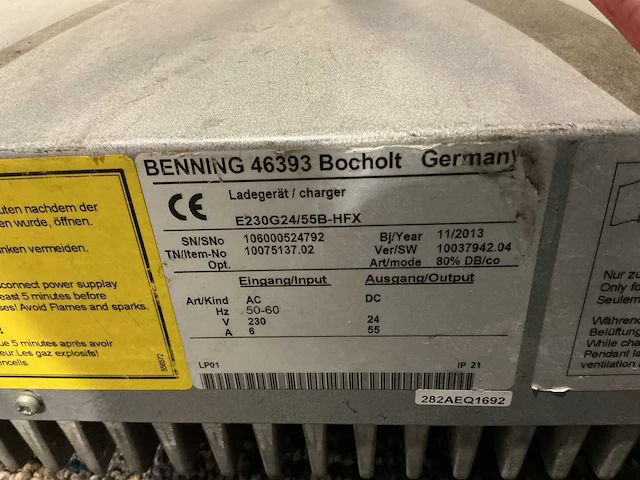 uten nachdem der
en wurde, öffnen.
nken vermeiden.
connect power supplay
east 5 minutes before
ses! Avoid Flames and sparks.
ue 5 minutes après avoir
teur. Les gaz explosifs!
ncells
BENNING 46393 Bocholt Germany
CE
Ladegerät / charger
E230G24/55B-HFX
SN/SNo 106000524792 Bj/Year 11/2013
TN/Item-No 10075137.02 Ver/SW 10037942.04
Opt. Art/mode 80% DB/co
Eingang/Input Ausgang/Output
Art/Kind AC DC
Hz 50-60
V 230 24
A 6 55
LP01 IP 21
282AEQ1692
Nur zu
Only fo
Seulem
Während
Belüftung
While cha
Pendant la
ventilation